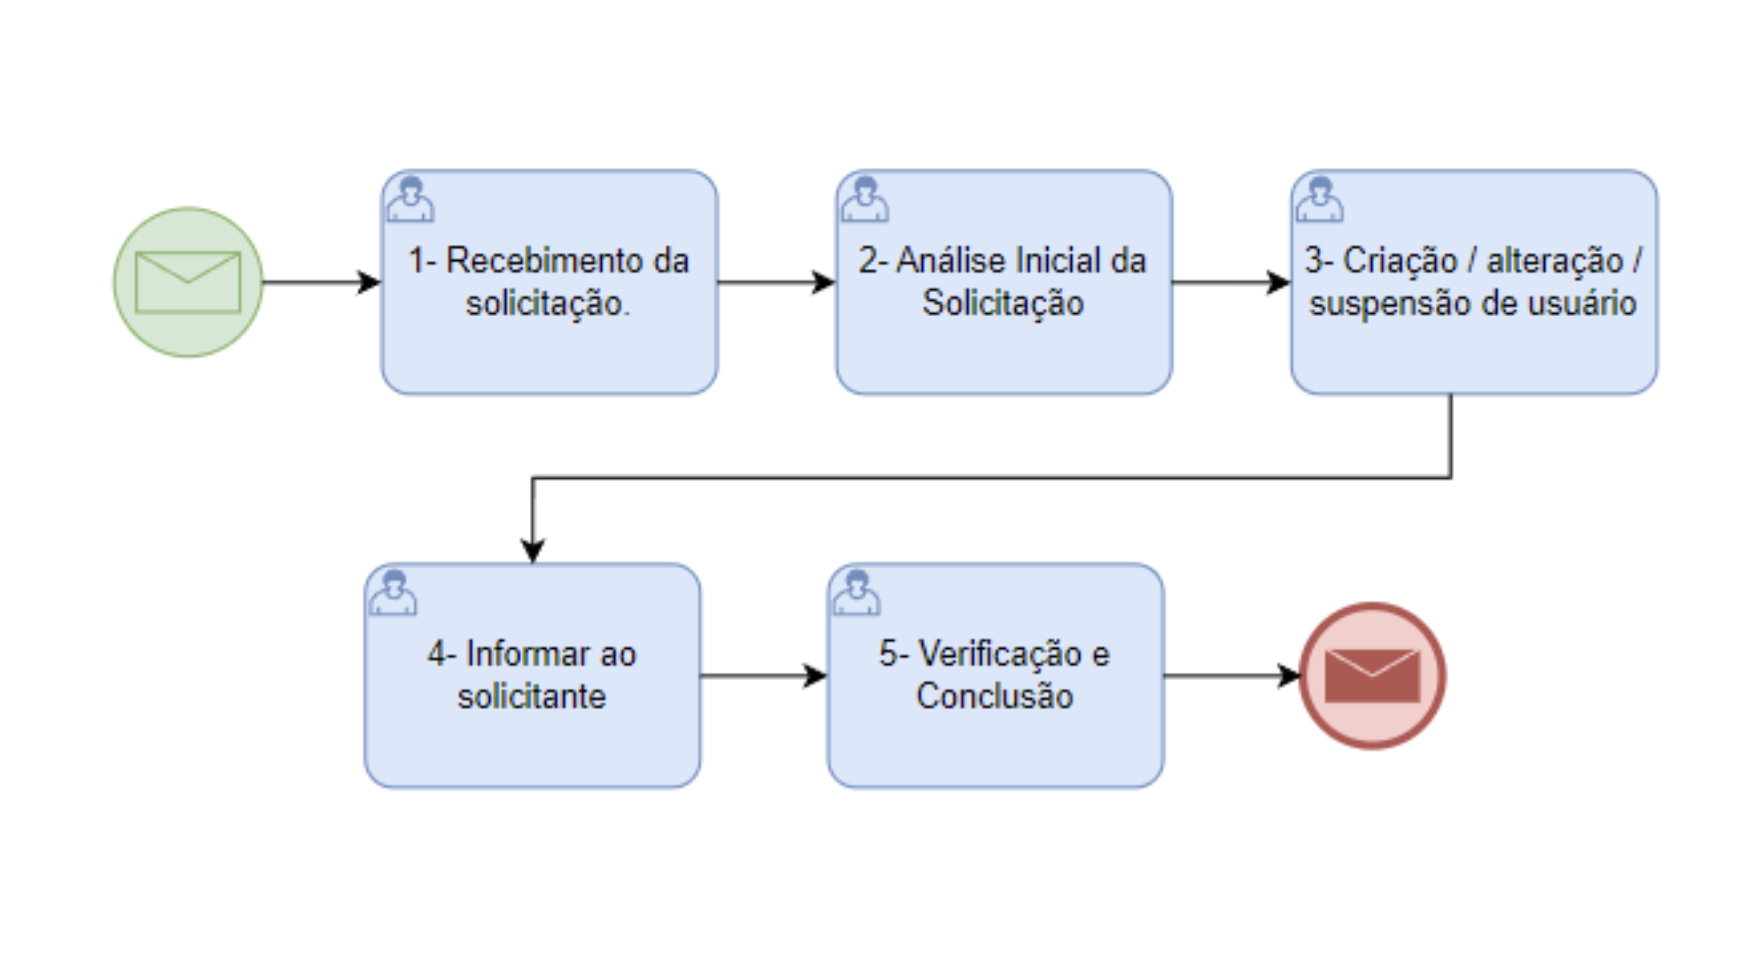 1- Recebimento da
solicitação.
2- Análise Inicial da
Solicitação
3- Criação / alteração /
suspensão de usuário
4- Informar ao
solicitante
5- Verificação e
Conclusão